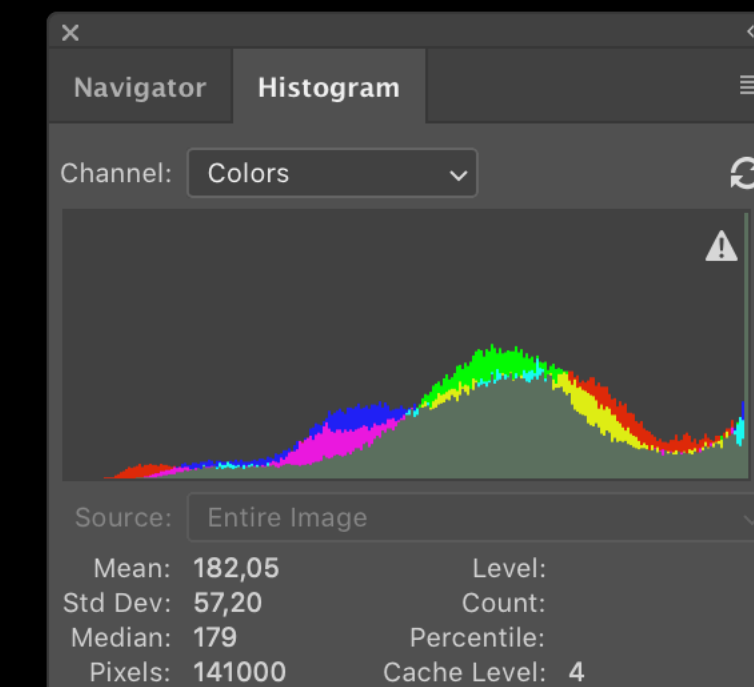 Navigator Histogram
Channel: Colors
Source: Entire Image
Mean: 182,05 Level:
Std Dev: 57,20 Count:
Median: 179 Percentile:
Pixels: 141000 Cache Level: 4